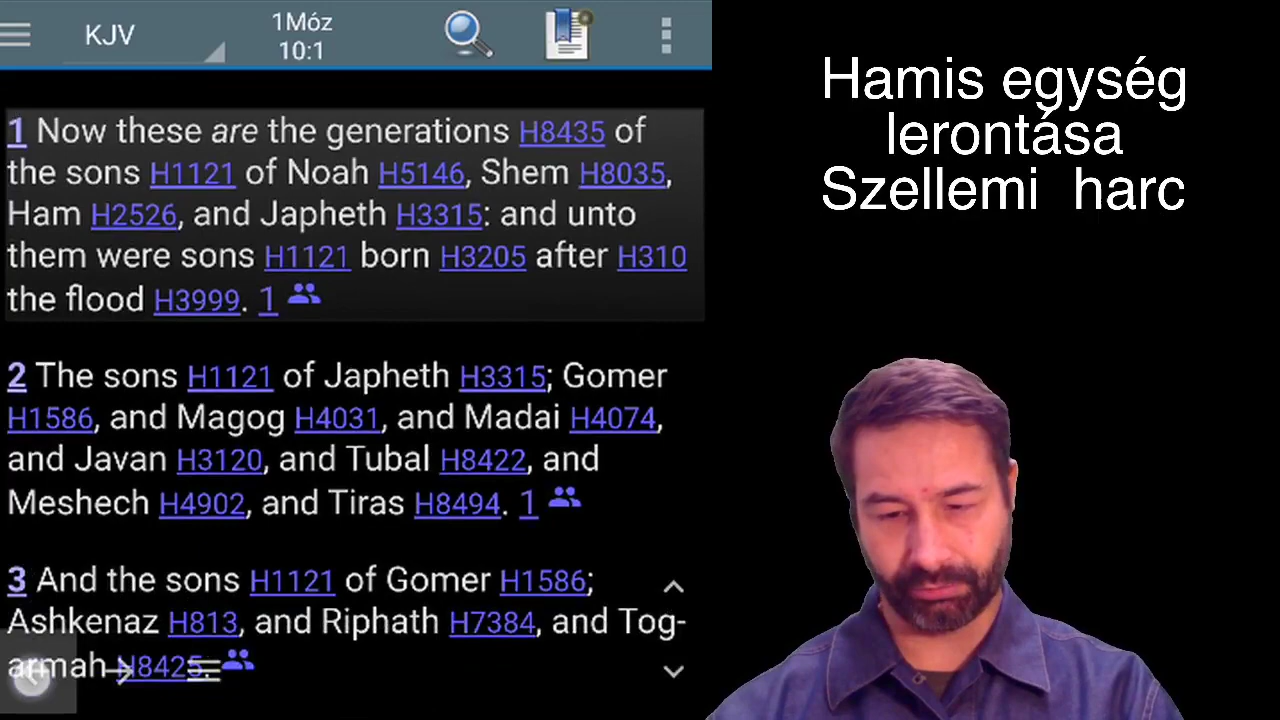 KJV
1Móz
10:1
1 Now these are the generations H8435 of
the sons H1121 of Noah H5146, Shem H8035,
Ham H2526, and Japheth H3315: and unto
them were sons H1121 born H3205 after H310
the flood H3999. 1
2 The sons H1121 of Japheth H3315; Gomer
H1586, and Magog H4031, and Madai H4074,
and Javan H3120, and Tubal H8422, and
Meshech H4902, and Tiras H8494. 1
3 And the sons H1121 of Gomer H1586;
Ashkenaz H813, and Riphath H7384, and Tog-
armah H8425.
Hamis egység
lerontása
Szellemi harc